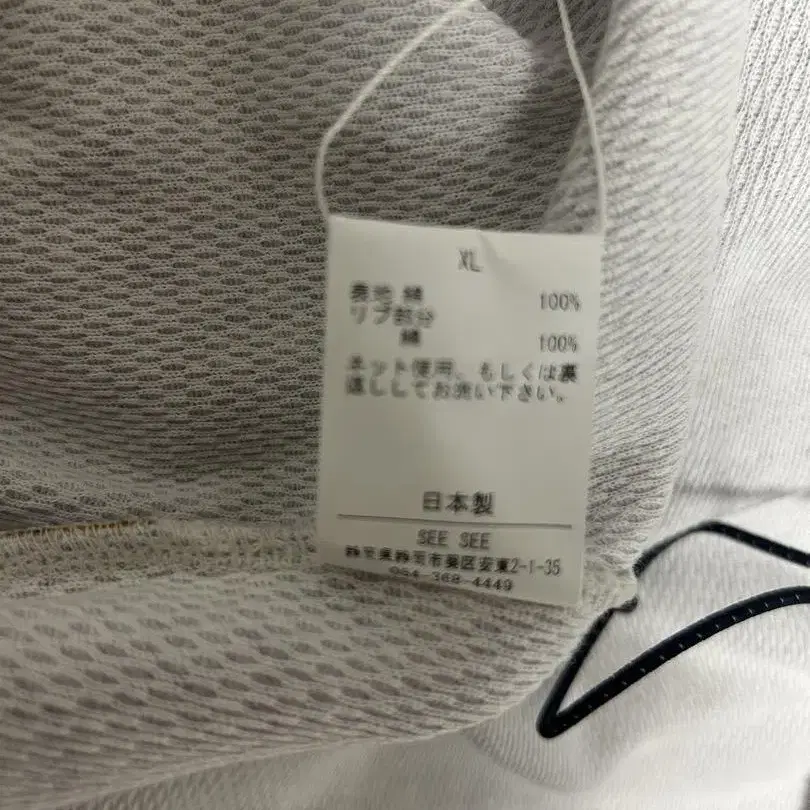 XL
表地 綿 100%
リブ部分
綿 100%
ネット使用、もしくは裏
返ししてお洗い下さい。
日本製
SEE SEE
静岡県静岡市葵区安東2-1-35
054-368-4449